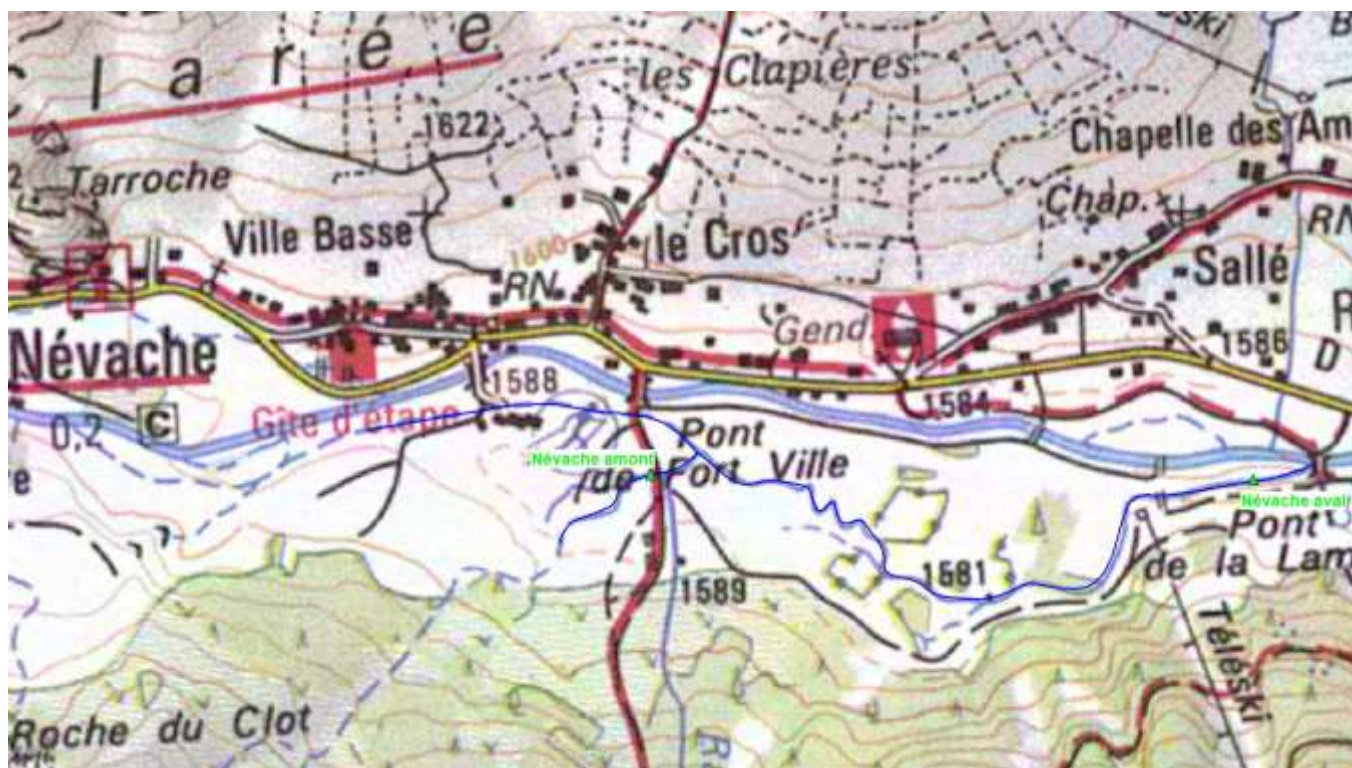 Clarée
les Clapières
1622
Chapelle des Am
Tarroche
Chap.
Ville Basse
le Cros
1600
RN
Sallé
RN
Névache
Gend
1586
R
D
1588
1584
Gîte d'étape
0,2
C
Pont
de Fort Ville
Névache amont
e
Névache aval
Pont
de la Lam
1581
1589
Téléski
Roche du Clot